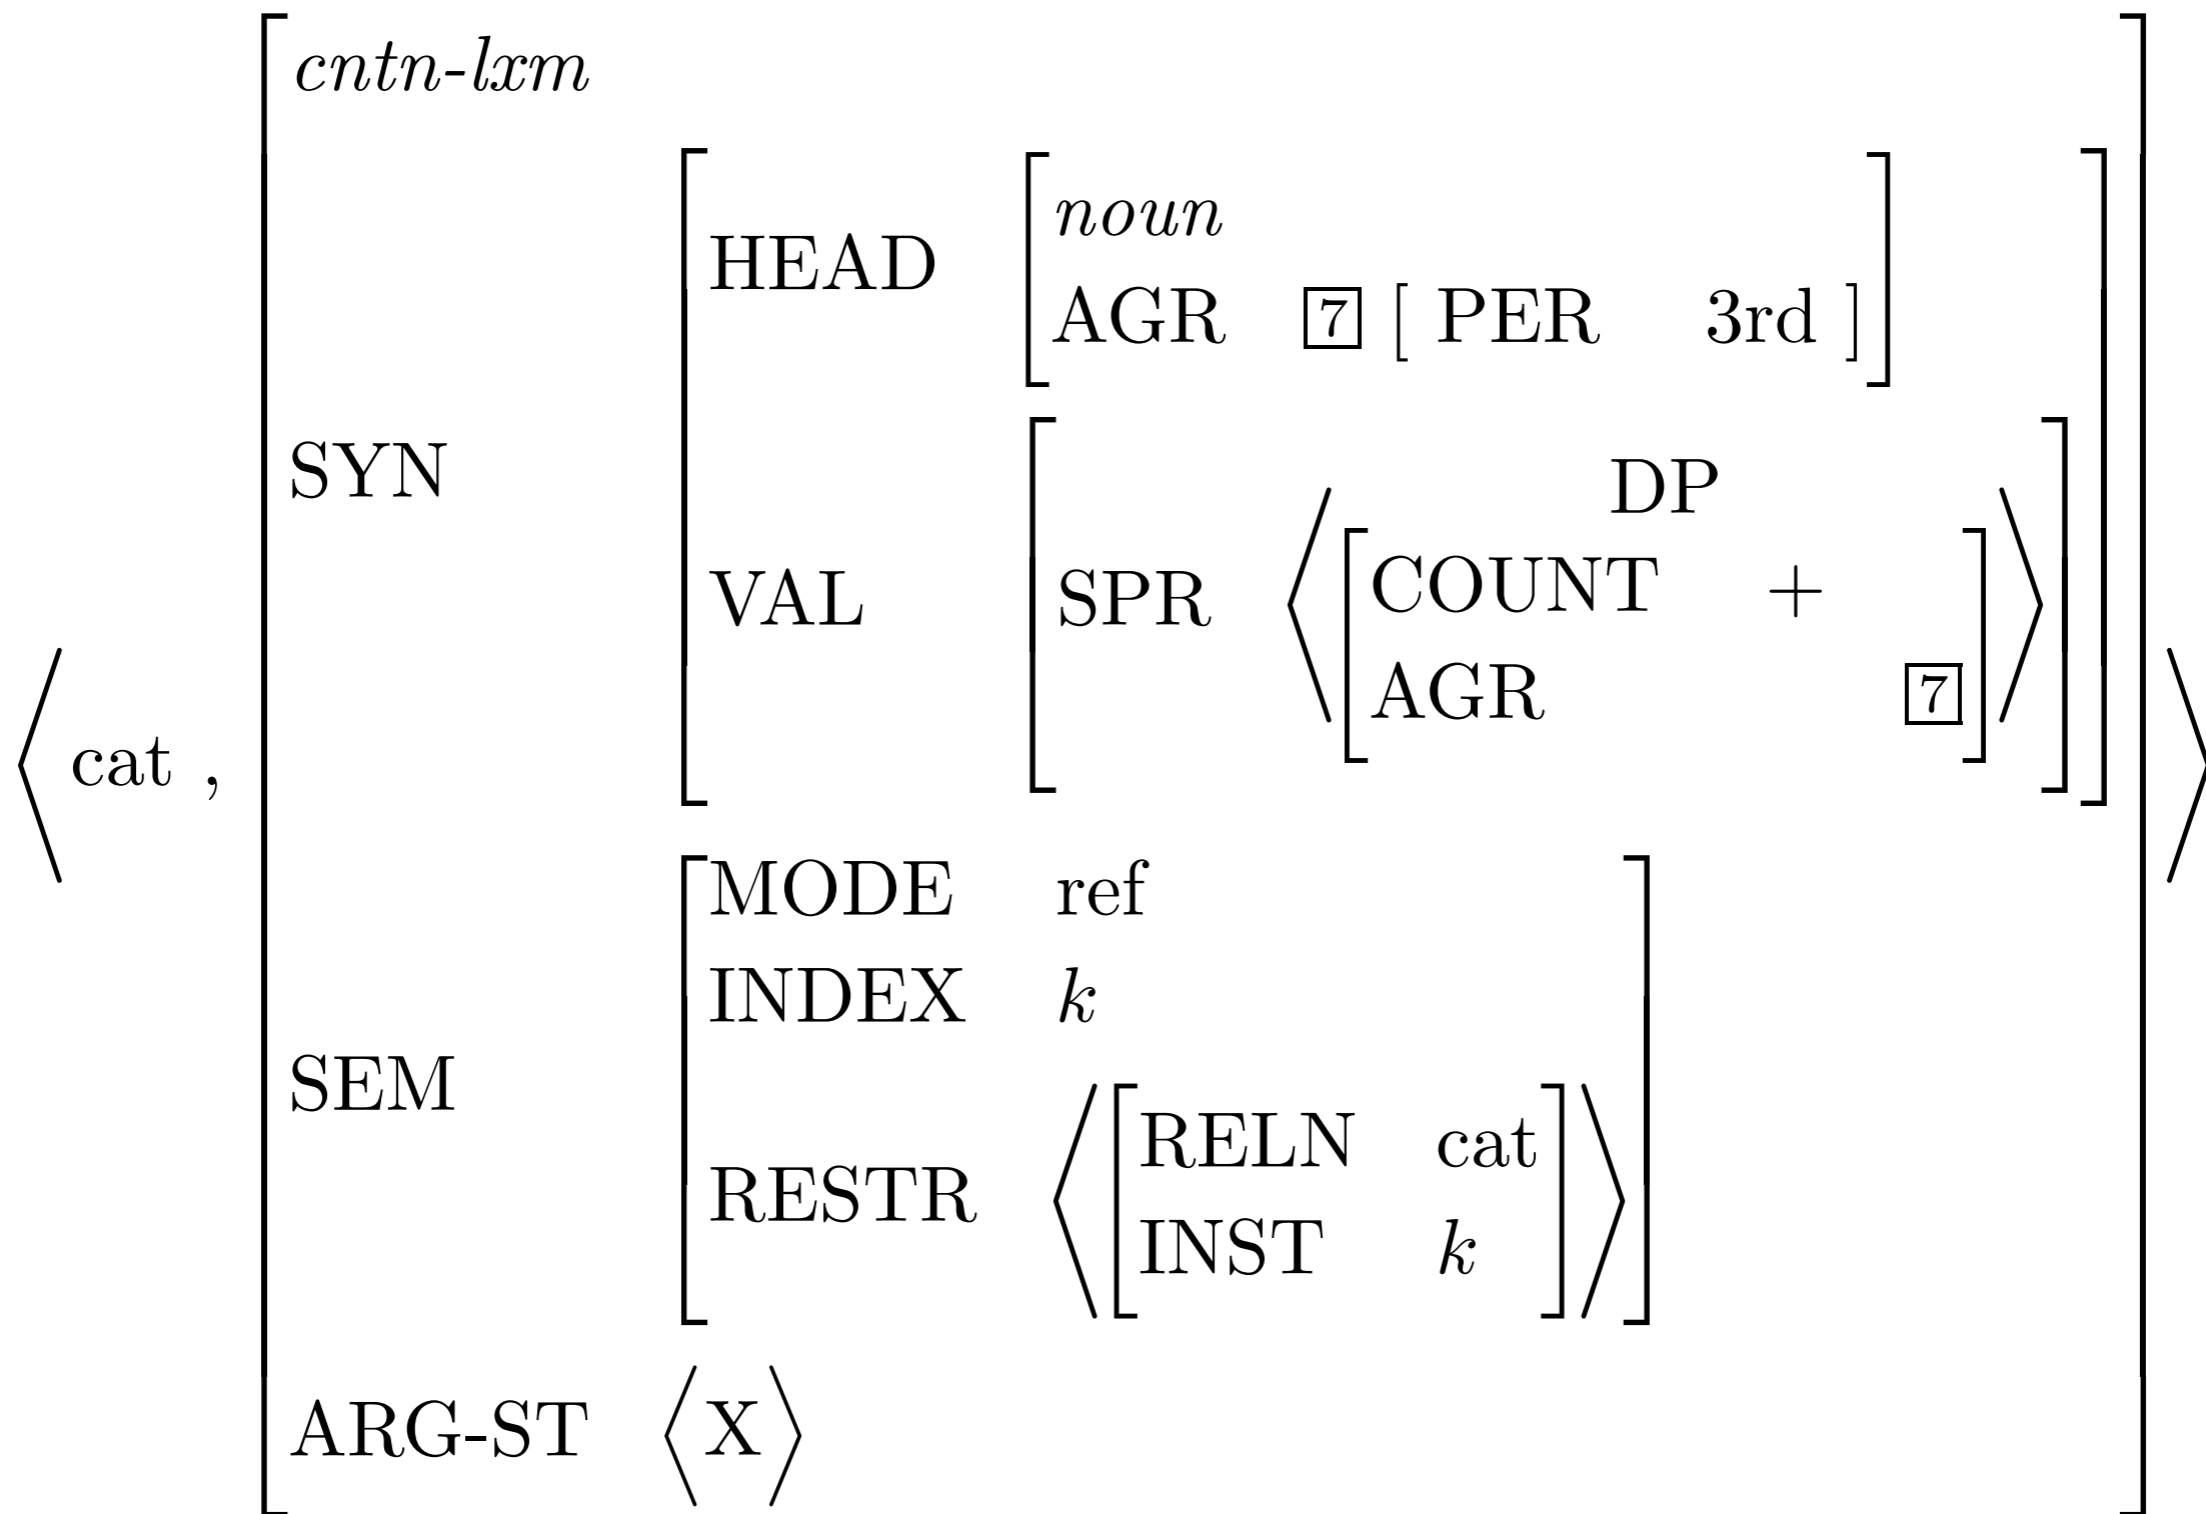 cntn-lxm
noun
HEAD
AGR 7 [ PER 3rd ]
SYN
DP
COUNT +
VAL
SPR
AGR 7
⟨cat ,
MODE ref
INDEX k
SEM
RELN cat
RESTR
INST k
ARG-ST ⟨X⟩